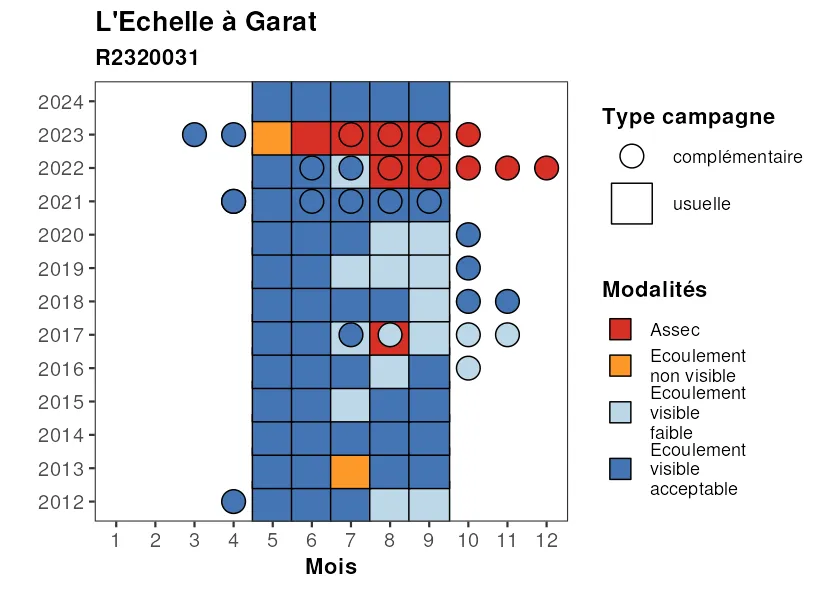 L'Echelle à Garat
R2320031
2024
2023
2022
2021
2020
2019
2018
2017
2016
2015
2014
2013
2012
1 2 3 4 5 6 7 8 9 10 11 12
Mois
Type campagne
complémentaire
usuelle
Modalités
Assec
Ecoulement
non visible
Ecoulement
visible
faible
Ecoulement
visible
acceptable